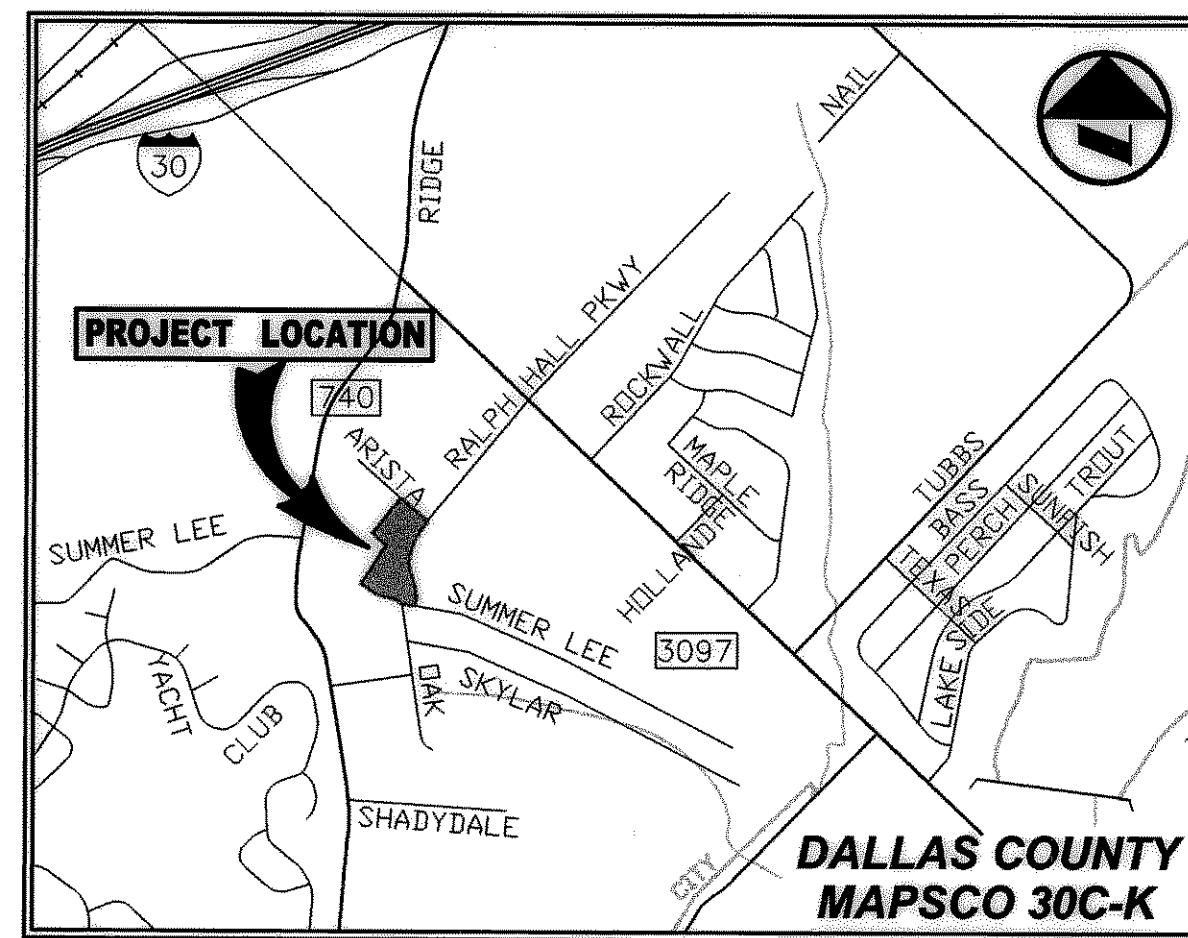 NAIL
30
RIDGE
PROJECT LOCATION
RALPH HALL PKWY
ROCKWALL
740
ARISTA
MAPLE
RIDGE
TUBBS
BASS
PERCH
SUNFISH
TROUT
SUMMER LEE
HOLLANDE
TEXAS
SUMMER LEE
3097
LAKE SIDE
YACHT
CLUB
OAK
SKYLAR
SHADYDALE
CITY
DALLAS COUNTY
MAPSCO 30C-K